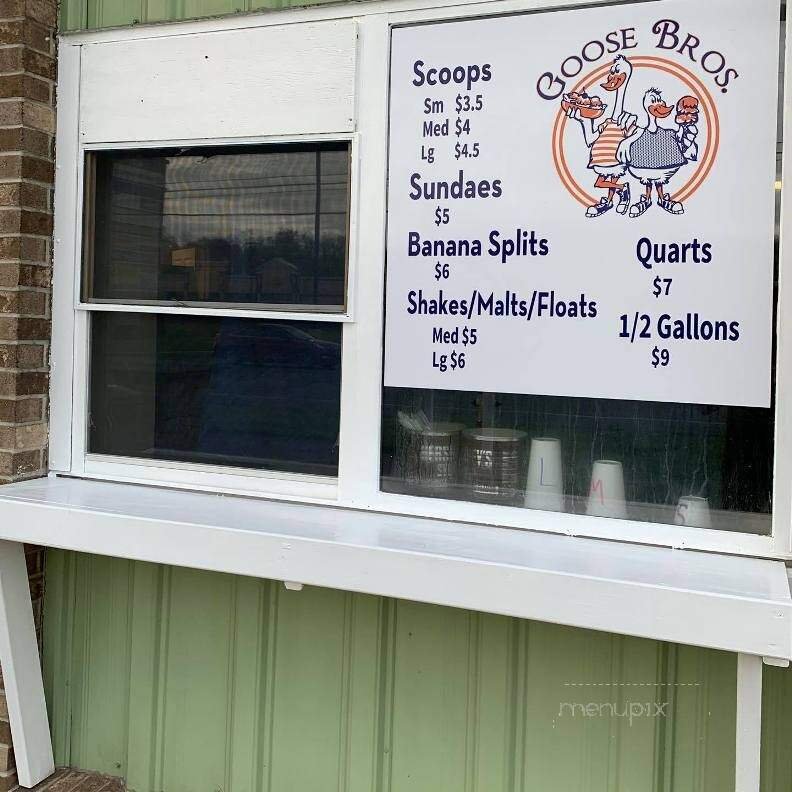 GOOSE BROS.
Scoops
Sm $3.5
Med $4
Lg $4.5
Sundaes
$5
Banana Splits
$6
Shakes/Malts/Floats
Med $5
Lg $6
Quarts
$7
1/2 Gallons
$9
L
M
S
menupix